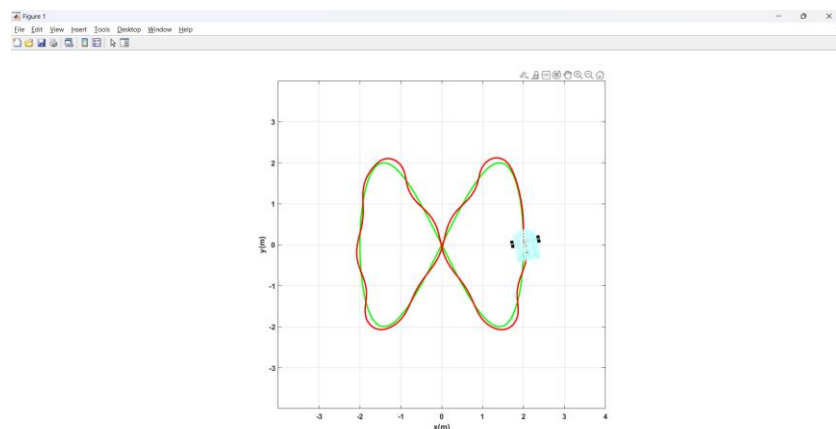 Figure 1
File Edit View Insert Tools Desktop Window Help
y(m)
3
2
1
0
-1
-2
-3
-3 -2 -1 0 1 2 3 4
x(m)